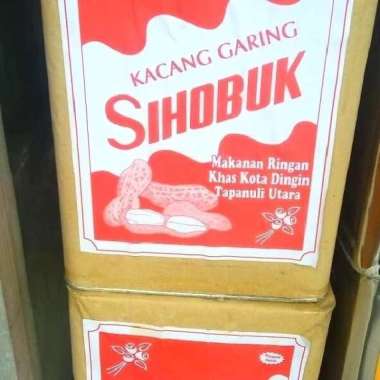 KACANG GARING
SIHOBUK
Makanan Ringan
Khas Kota Dingin
Tapanuli Utara